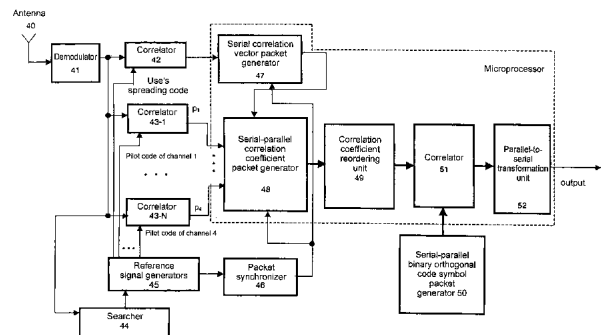 Antenna
40
Demodulator
41
Correlator
42
Use's
spreading code
Serial correlation
vector packet
generator
47
Microprocessor
Correlator
43-1
P1
Pilot code of channel 1
. . .
Correlator
43-N
P4
Pilot code of channel 4
Serial-parallel
correlation
coefficient
packet generator
48
Correlation
coefficient
reordering
unit
49
Correlator
51
Parallel-to-
serial
transformation
unit
52
output
Reference
signal generators
45
Packet
synchronizer
46
Searcher
44
Serial-parallel
binary orthogonal
code symbol
packet
generator 50